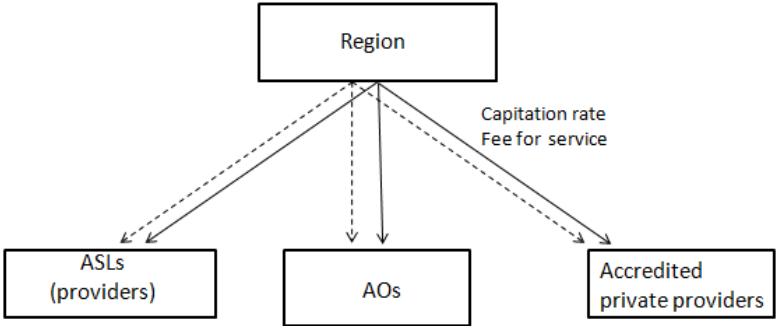 Region
Capitation rate
Fee for service
ASLs
(providers)
AOs
Accredited
private providers